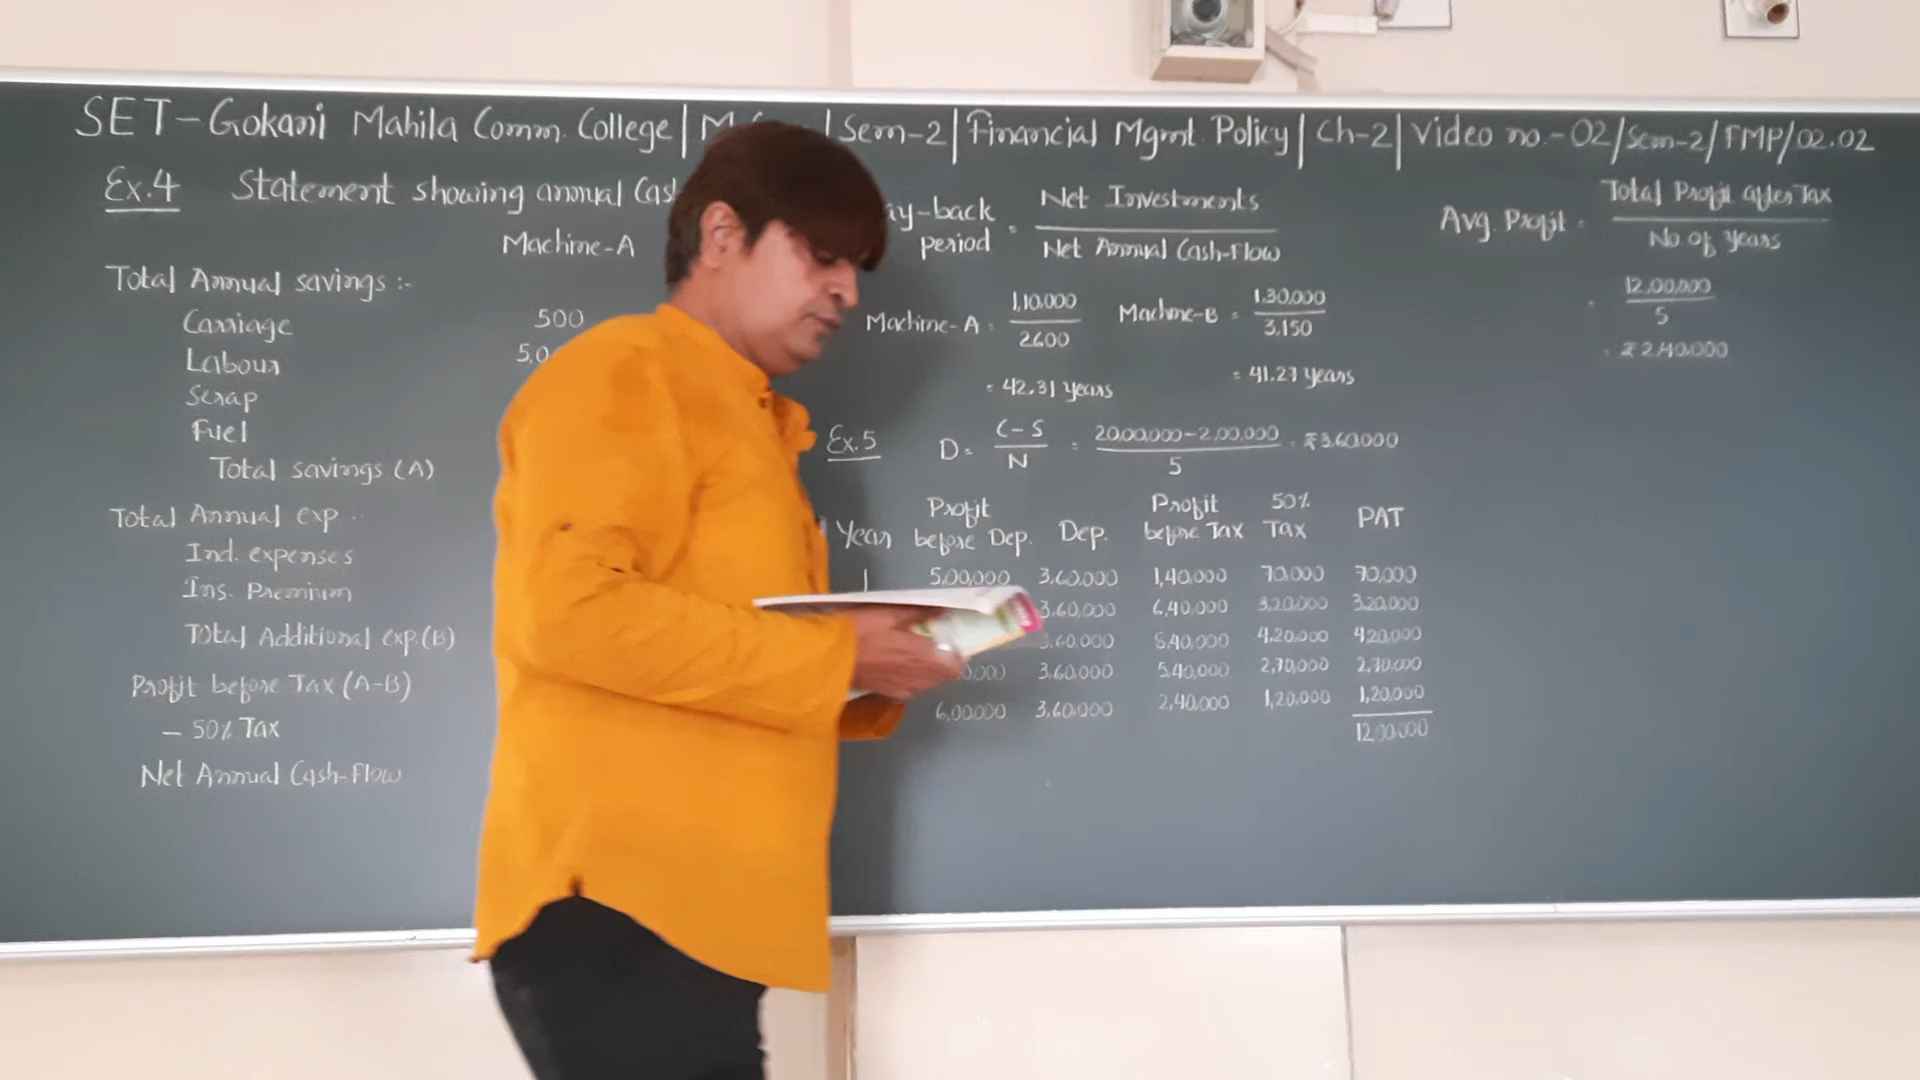 SET-Gokani Mahila Comm. College | M. | Sem-2 | Financial Mgmt. Policy | Ch-2 | Video no.-02/Sem-2/FMP/02.02
Ex.4 Statement showing annual Cas
Machine-A
Total Annual savings :-
Carriage 500
Labour 5,0
Scrap
Fuel
Total savings (A)
Total Annual exp..
Ind. expenses
Ins. Premium
Total Additional exp.(B)
Profit before Tax (A-B)
- 50% Tax
Net Annual Cash-Flow
ay-back period = Net Investments
Net Annual Cash-Flow
Machine-A = 1,10,000
2600
= 42.31 years
Machine-B = 1,30,000
3,150
= 41.27 years
Ex.5 D = C-S
N
= 20,00,000-2,00,000
5
= ₹3,60,000
Year Profit before Dep. Dep. Profit before Tax 50% Tax PAT
1 5,00,000 3,60,000 1,40,000 70,000 70,000
3,60,000 6,40,000 3,20,000 3,20,000
3,60,000 8,40,000 4,20,000 4,20,000
0,000 3,60,000 5,40,000 2,70,000 2,70,000
6,00,000 3,60,000 2,40,000 1,20,000 1,20,000
12,00,000
Avg. Profit = Total Profit after Tax
No of years
= 12,00,000
5
= ₹2,40,000